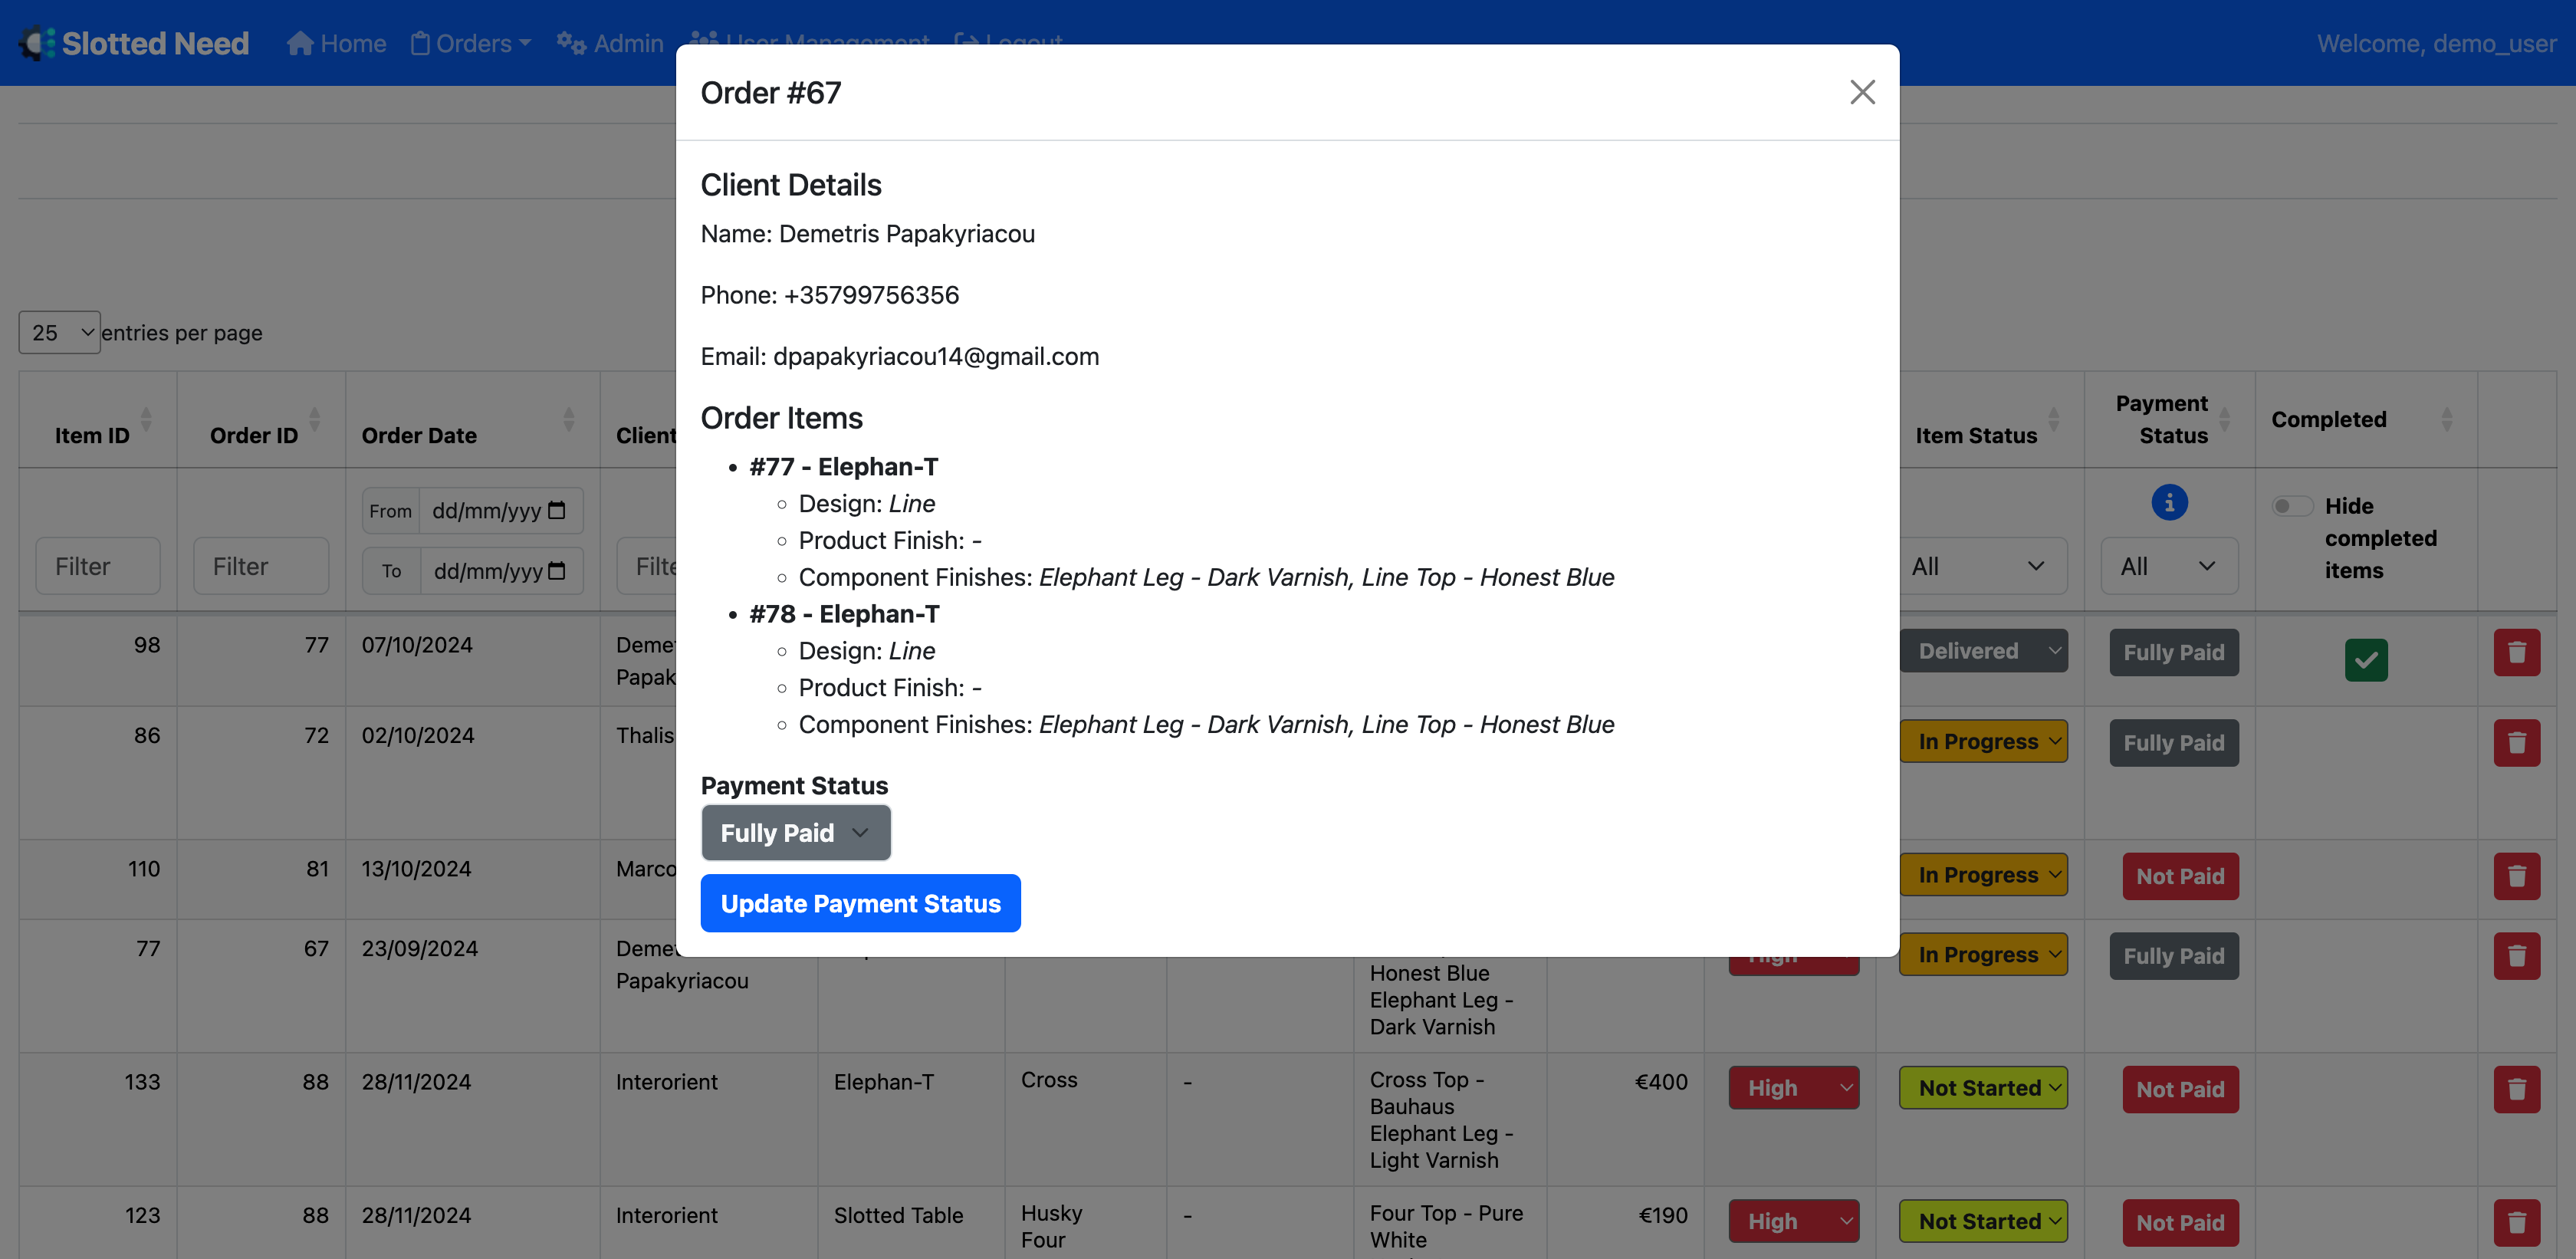 Slotted Need Home Orders Admin User Management Logout Welcome, demo_user
Order #67
Client Details
Name: Demetris Papakyriacou
Phone: +35799756356
Email: dpapakyriacou14@gmail.com
Order Items
#77 - Elephan-T
Design: Line
Product Finish: -
Component Finishes: Elephant Leg - Dark Varnish, Line Top - Honest Blue
#78 - Elephan-T
Design: Line
Product Finish: -
Component Finishes: Elephant Leg - Dark Varnish, Line Top - Honest Blue
Payment Status
Fully Paid
Update Payment Status
25 entries per page
Item ID Order ID Order Date Client Item Status Payment Status Completed
Filter Filter From dd/mm/yyy To dd/mm/yyy All All Hide completed items
98 77 07/10/2024 Delivered Fully Paid
86 72 02/10/2024 Thalis In Progress Fully Paid
110 81 13/10/2024 Marco In Progress Not Paid
77 67 23/09/2024
Papakyriacou
Honest Blue
Elephant Leg -
Dark Varnish
High In Progress Fully Paid
133 88 28/11/2024 Interorient Elephan-T Cross - Cross Top -
Bauhaus
Elephant Leg -
Light Varnish
€400 High Not Started Not Paid
123 88 28/11/2024 Interorient Slotted Table Husky
Four
- Four Top - Pure
White
€190 High Not Started Not Paid